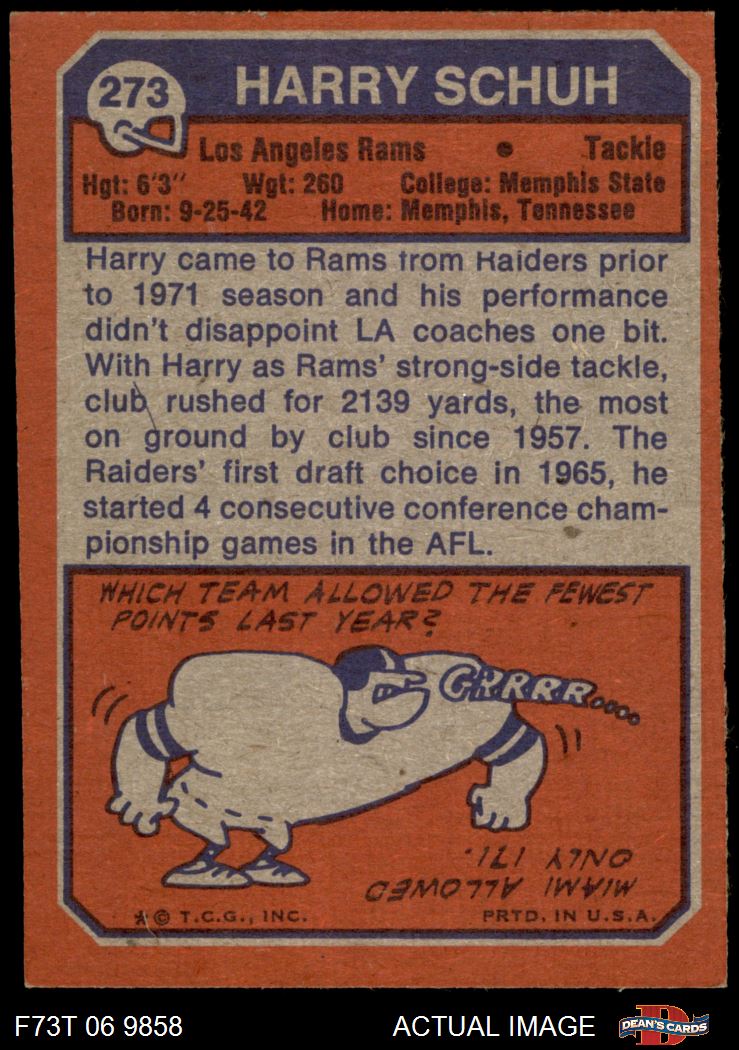 273
HARRY SCHUH
Los Angeles Rams • Tackle
Hgt: 6'3" Wgt: 260 College: Memphis State
Born: 9-25-42 Home: Memphis, Tennessee
Harry came to Rams from Raiders prior
to 1971 season and his performance
didn't disappoint LA coaches one bit.
With Harry as Rams' strong-side tackle,
club rushed for 2139 yards, the most
on ground by club since 1957. The
Raiders' first draft choice in 1965, he
started 4 consecutive conference cham-
pionship games in the AFL.
WHICH TEAM ALLOWED THE FEWEST
POINTS LAST YEAR?
GRRRR....
MIAMI ALLOWED
ONLY 171.
* © T.C.G., INC. PRTD. IN U.S.A.
F73T 06 9858 ACTUAL IMAGE
D
DEAN'S CARDS